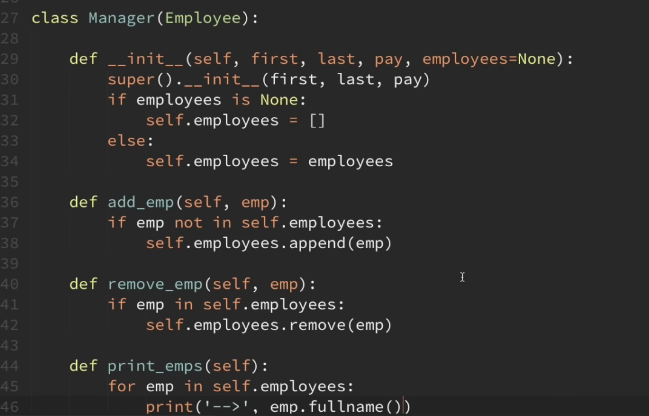 27 class Manager(Employee):
28
29     def __init__(self, first, last, pay, employees=None):
30         super().__init__(first, last, pay)
31         if employees is None:
32             self.employees = []
33         else:
34             self.employees = employees
35
36     def add_emp(self, emp):
37         if emp not in self.employees:
38             self.employees.append(emp)
39
40     def remove_emp(self, emp):
41         if emp in self.employees:
42             self.employees.remove(emp)
43
44     def print_emps(self):
45         for emp in self.employees:
46             print('-->', emp.fullname())